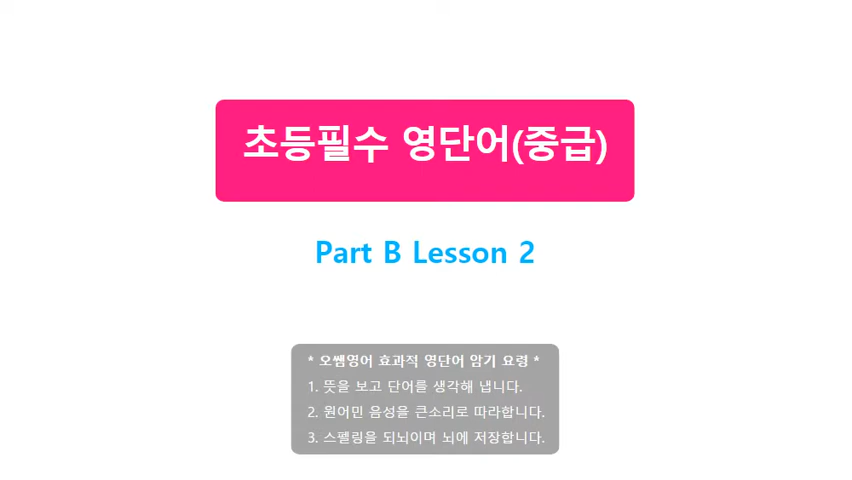 초등필수 영단어(중급)
Part B Lesson 2
* 오쌤영어 효과적 영단어 암기 요령 *
1. 뜻을 보고 단어를 생각해 냅니다.
2. 원어민 음성을 큰소리로 따라합니다.
3. 스펠링을 되뇌이며 뇌에 저장합니다.